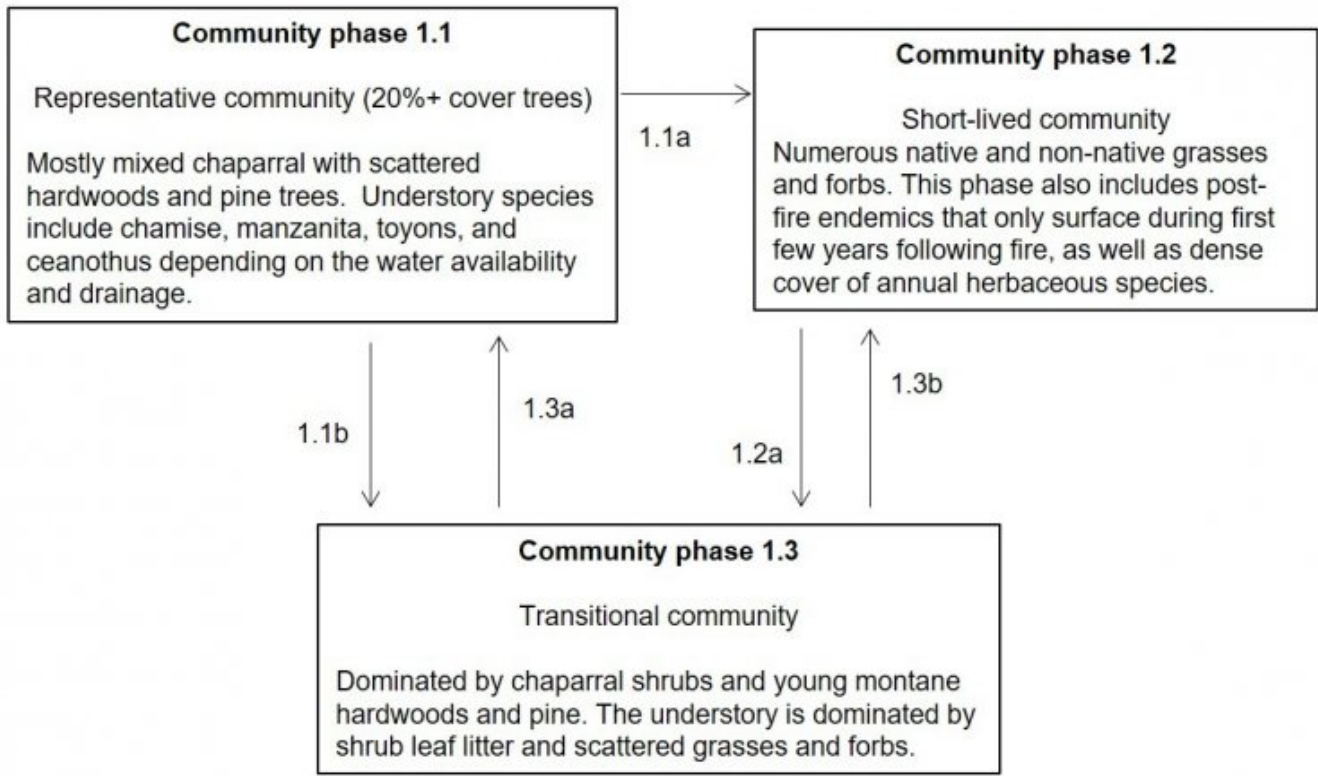 Community phase 1.1
Representative community (20%+ cover trees)
Mostly mixed chaparral with scattered
hardwoods and pine trees.  Understory species
include chamise, manzanita, toyons, and
ceanothus depending on the water availability
and drainage.
1.1a
Community phase 1.2
Short-lived community
Numerous native and non-native grasses
and forbs. This phase also includes post-
fire endemics that only surface during first
few years following fire, as well as dense
cover of annual herbaceous species.
1.1b
1.3a
1.2a
1.3b
Community phase 1.3
Transitional community
Dominated by chaparral shrubs and young montane
hardwoods and pine. The understory is dominated by
shrub leaf litter and scattered grasses and forbs.